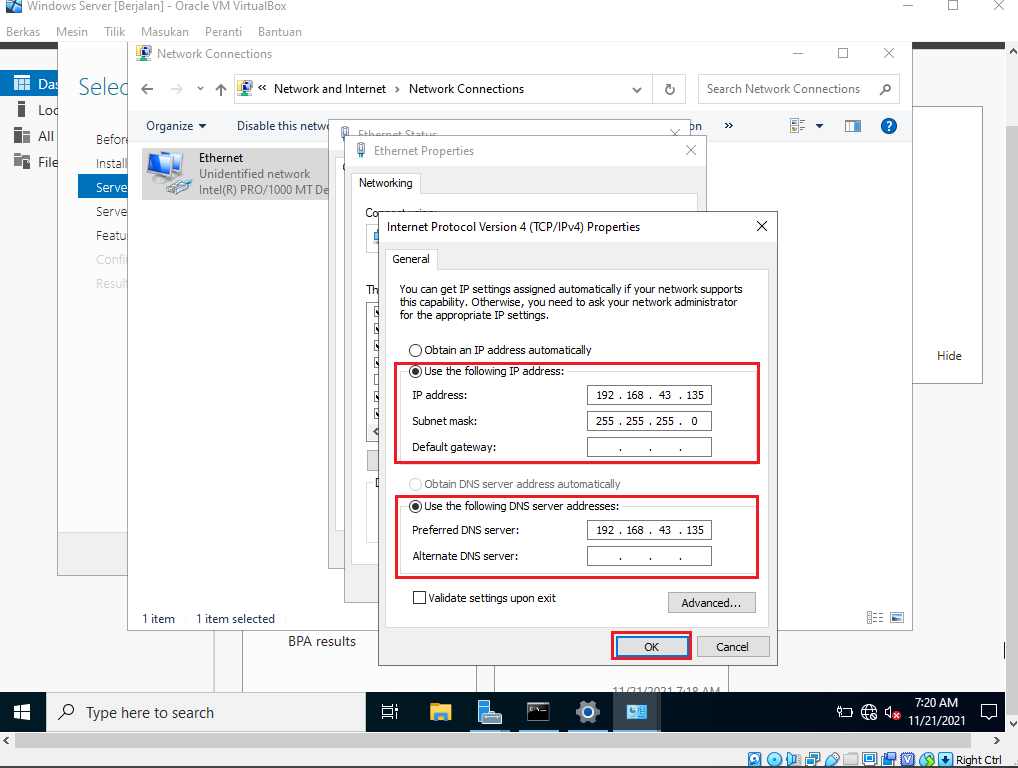 Windows Server [Berjalan] - Oracle VM VirtualBox
Berkas Mesin Tilik Masukan Peranti Bantuan
Network Connections
« Network and Internet › Network Connections
Search Network Connections
Organize
Disable this netw
»
Selec
Das
Loc
All
File
Before
Install
Serve
Serve
Featu
Confi
Result
Ethernet
Unidentified network
Intel(R) PRO/1000 MT De
Ethernet Status
Ethernet Properties
Networking
Internet Protocol Version 4 (TCP/IPv4) Properties
General
You can get IP settings assigned automatically if your network supports
this capability. Otherwise, you need to ask your network administrator
for the appropriate IP settings.
Obtain an IP address automatically
Use the following IP address:
IP address: 192 . 168 . 43 . 135
Subnet mask: 255 . 255 . 255 . 0
Default gateway: . . .
Obtain DNS server address automatically
Use the following DNS server addresses:
Preferred DNS server: 192 . 168 . 43 . 135
Alternate DNS server: . . .
Validate settings upon exit
Advanced...
OK Cancel
Hide
1 item 1 item selected
BPA results
11/21/2021 7:18 AM
Type here to search
7:20 AM
11/21/2021
Right Ctrl